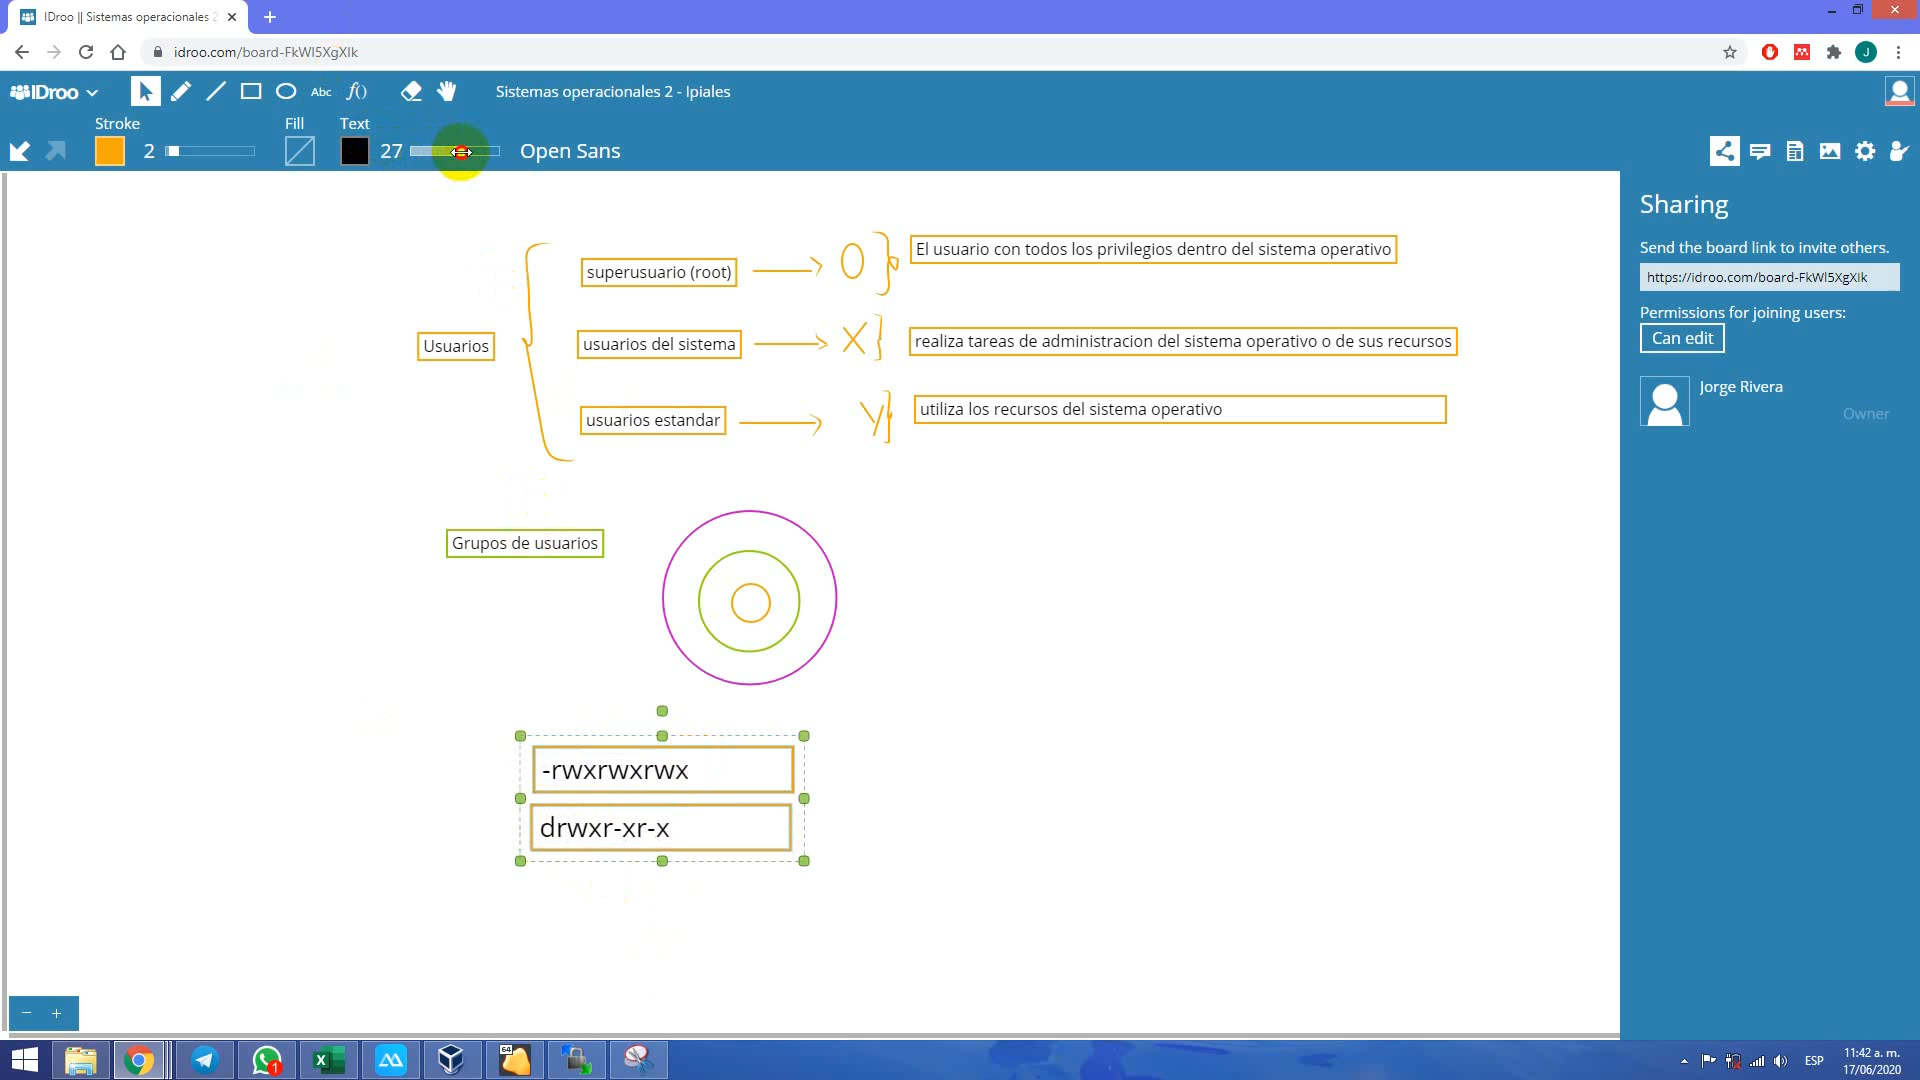 IDroo || Sistemas operacionales 2
idroo.com/board-FkWI5XgXIk
IDroo
Abc
f()
Sistemas operacionales 2 - Ipiales
Stroke
Fill
Text
2
27
Open Sans
Sharing
Send the board link to invite others.
https://idroo.com/board-FkWI5XgXIk
Permissions for joining users:
Can edit
Jorge Rivera
Owner
Usuarios
superusuario (root)
O
El usuario con todos los privilegios dentro del sistema operativo
usuarios del sistema
X
realiza tareas de administracion del sistema operativo o de sus recursos
usuarios estandar
Y
utiliza los recursos del sistema operativo
Grupos de usuarios
-rwxrwxrwx
drwxr-xr-x
1
64
ESP
11:42 a. m.
17/06/2020
J